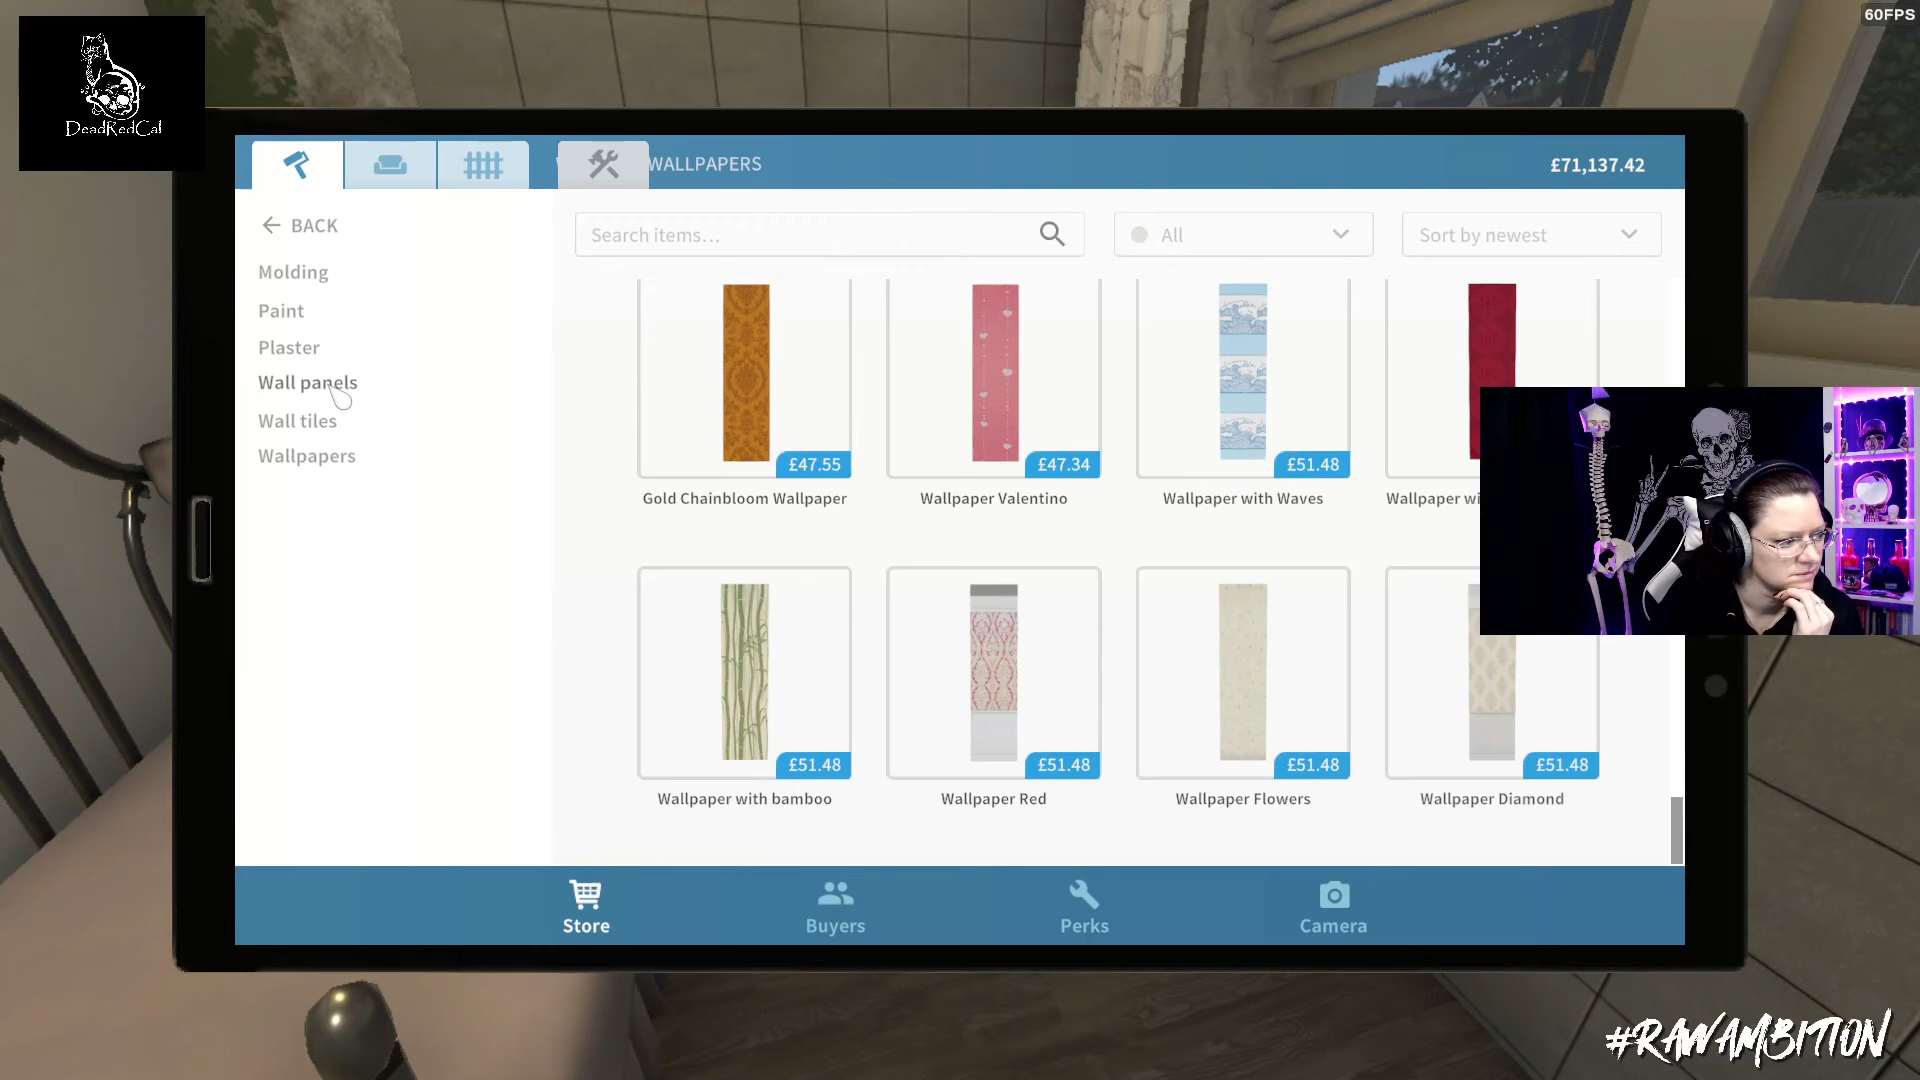 60FPS
DeadRedCal
WALLPAPERS
£71,137.42
BACK
Search items...
All
Sort by newest
Molding
Paint
Plaster
Wall panels
Wall tiles
Wallpapers
£47.55
£47.34
£51.48
Gold Chainbloom Wallpaper
Wallpaper Valentino
Wallpaper with Waves
Wallpaper
£51.48
£51.48
£51.48
£51.48
Wallpaper with bamboo
Wallpaper Red
Wallpaper Flowers
Wallpaper Diamond
Store
Buyers
Perks
Camera
#RAWAMBITION